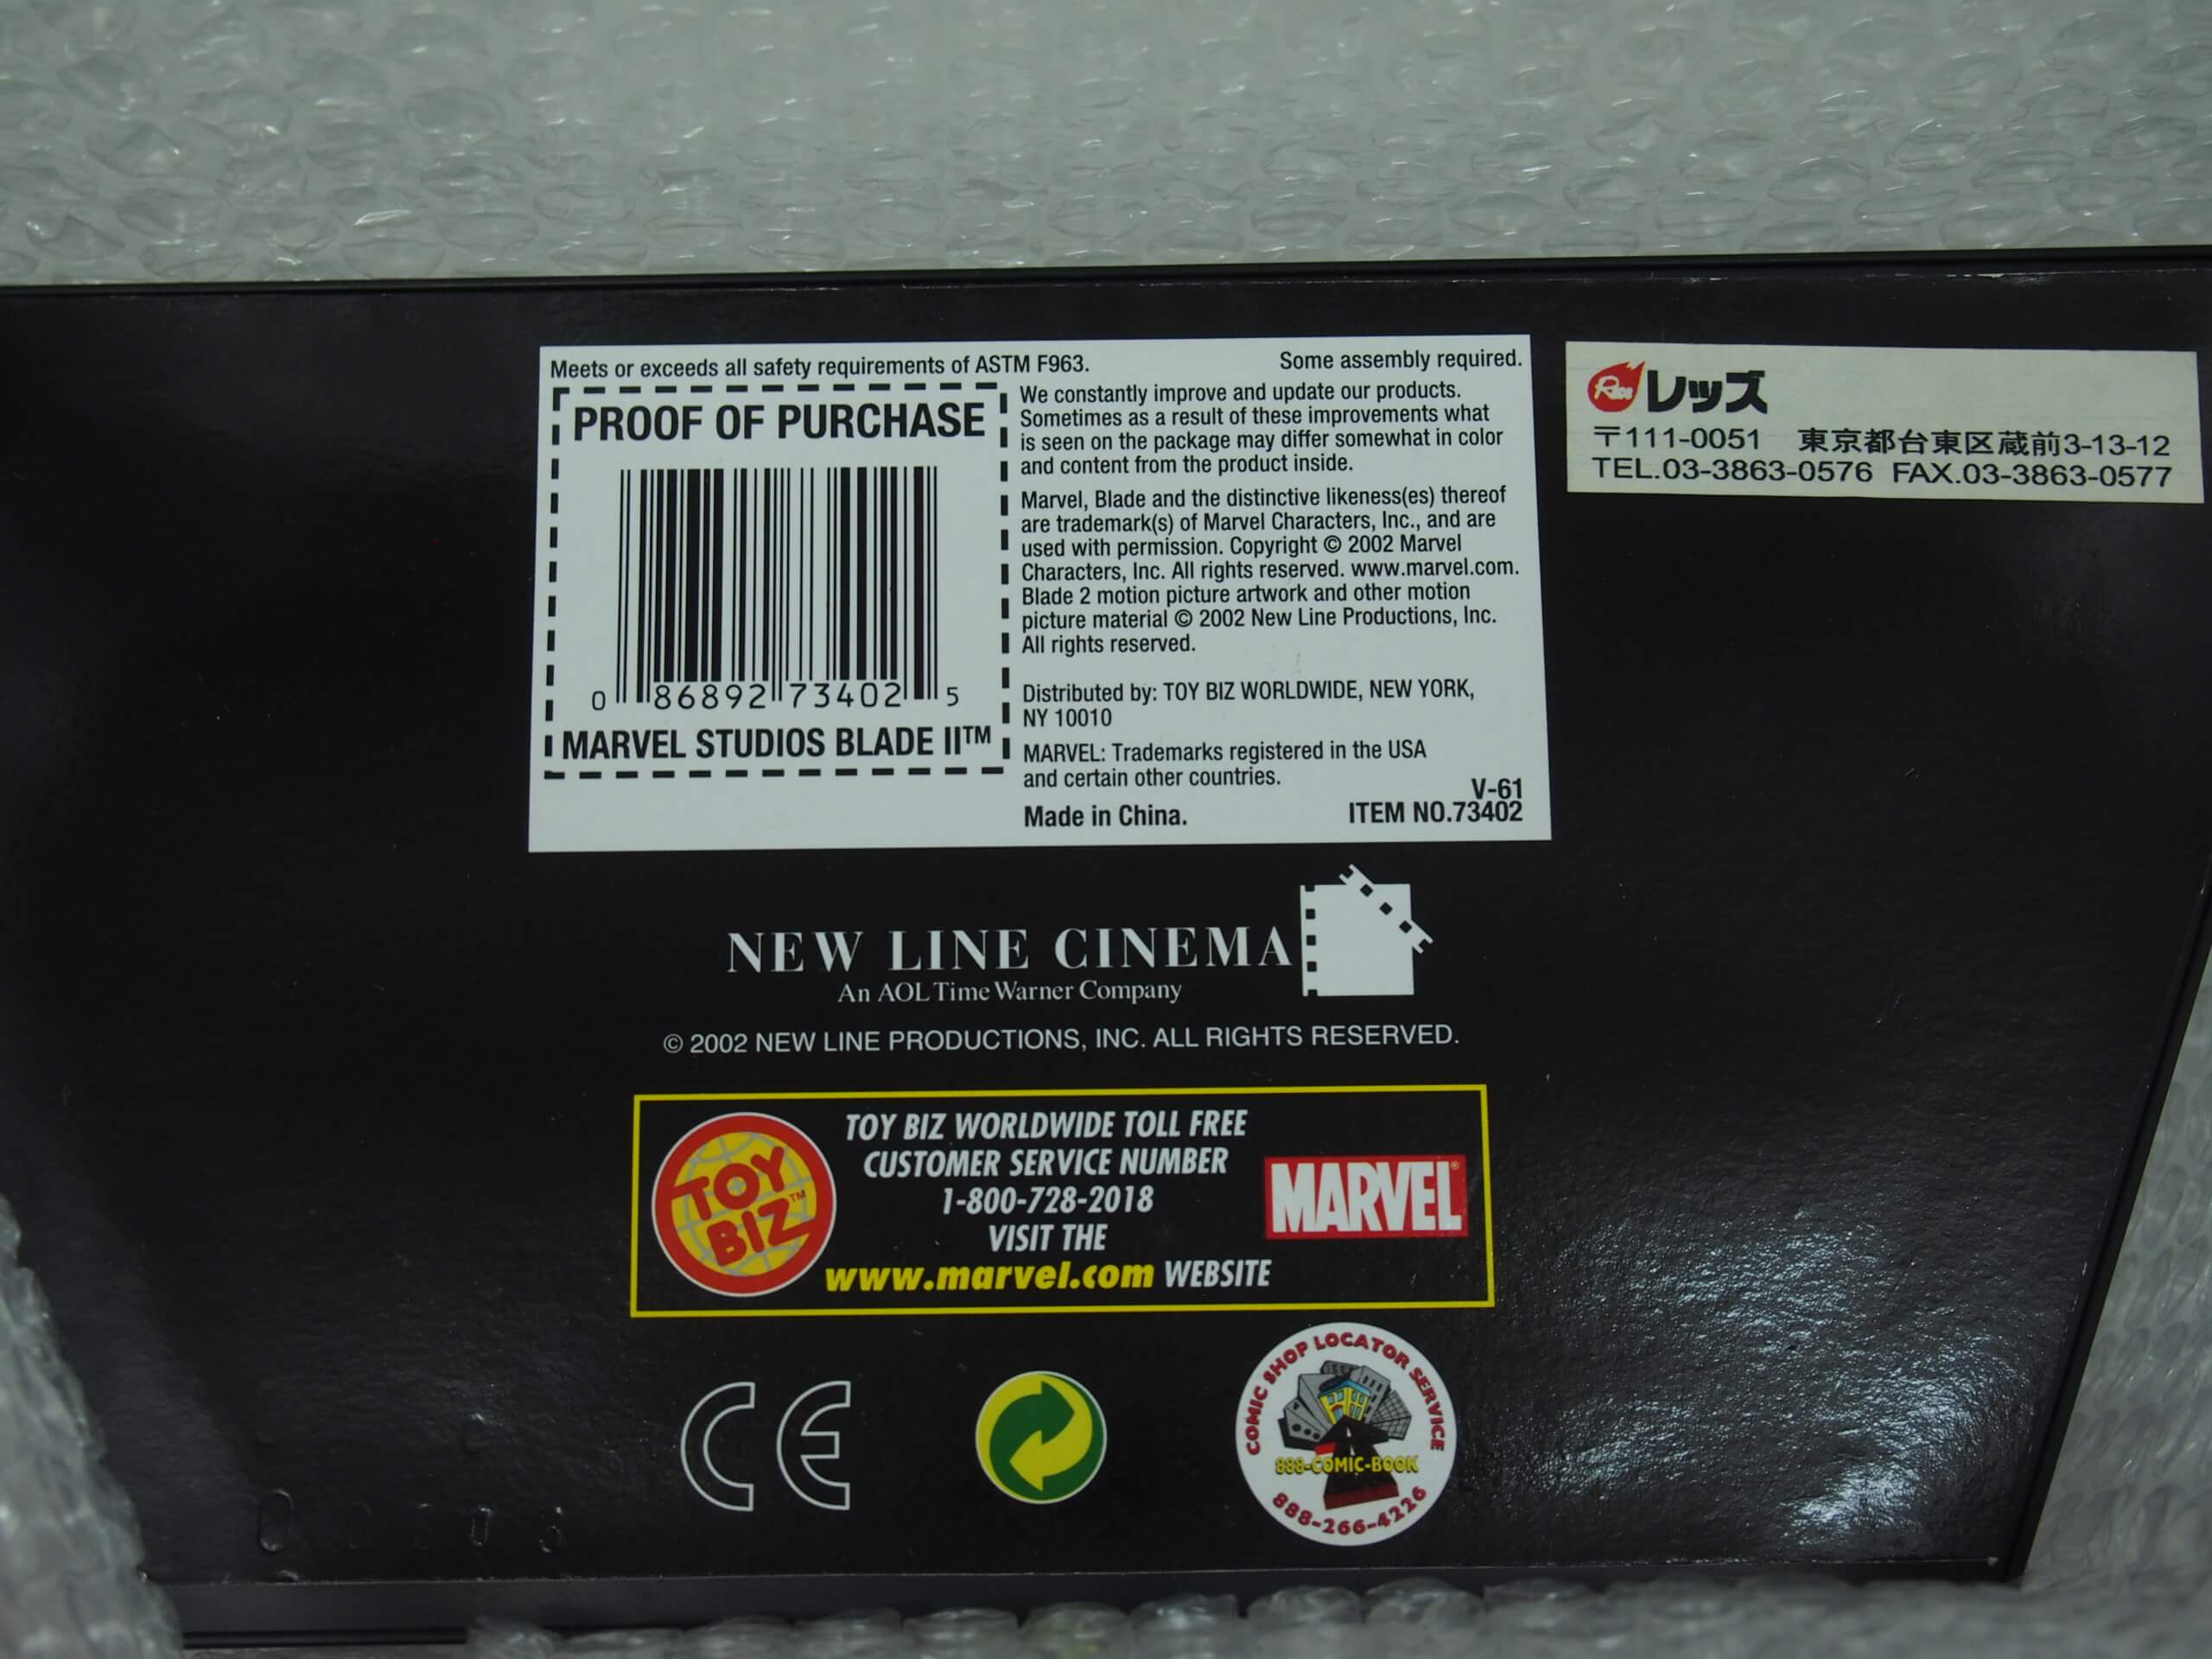 Meets or exceeds all safety requirements of ASTM F963.
Some assembly required.
PROOF OF PURCHASE
0 86892 73402 5
MARVEL STUDIOS BLADE II™
We constantly improve and update our products.
Sometimes as a result of these improvements what
is seen on the package may differ somewhat in color
and content from the product inside.
Marvel, Blade and the distinctive likeness(es) thereof
are trademark(s) of Marvel Characters, Inc., and are
used with permission. Copyright © 2002 Marvel
Characters, Inc. All rights reserved. www.marvel.com.
Blade 2 motion picture artwork and other motion
picture material © 2002 New Line Productions, Inc.
All rights reserved.
Distributed by: TOY BIZ WORLDWIDE, NEW YORK,
NY 10010
MARVEL: Trademarks registered in the USA
and certain other countries.
V-61
Made in China.
ITEM NO.73402
Reds レッズ
〒111-0051 東京都台東区蔵前3-13-12
TEL.03-3863-0576 FAX.03-3863-0577
NEW LINE CINEMA
An AOL Time Warner Company
© 2002 NEW LINE PRODUCTIONS, INC. ALL RIGHTS RESERVED.
TOY BIZ™
TOY BIZ WORLDWIDE TOLL FREE
CUSTOMER SERVICE NUMBER
1-800-728-2018
VISIT THE
www.marvel.com WEBSITE
MARVEL®
CE
COMIC SHOP LOCATOR SERVICE
888-COMIC-BOOK
888-266-4226